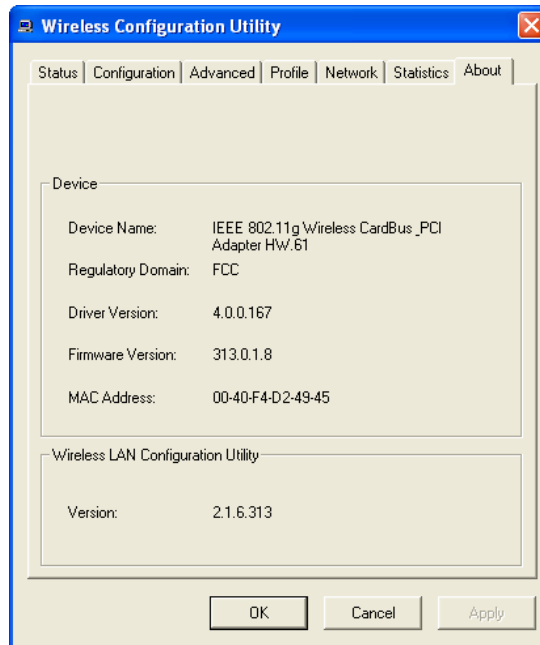 Wireless Configuration Utility
Status Configuration Advanced Profile Network Statistics About
Device
Device Name: IEEE 802.11g Wireless CardBus_PCI
Adapter HW.61
Regulatory Domain: FCC
Driver Version: 4.0.0.167
Firmware Version: 313.0.1.8
MAC Address: 00-40-F4-D2-49-45
Wireless LAN Configuration Utility
Version: 2.1.6.313
OK Cancel Apply